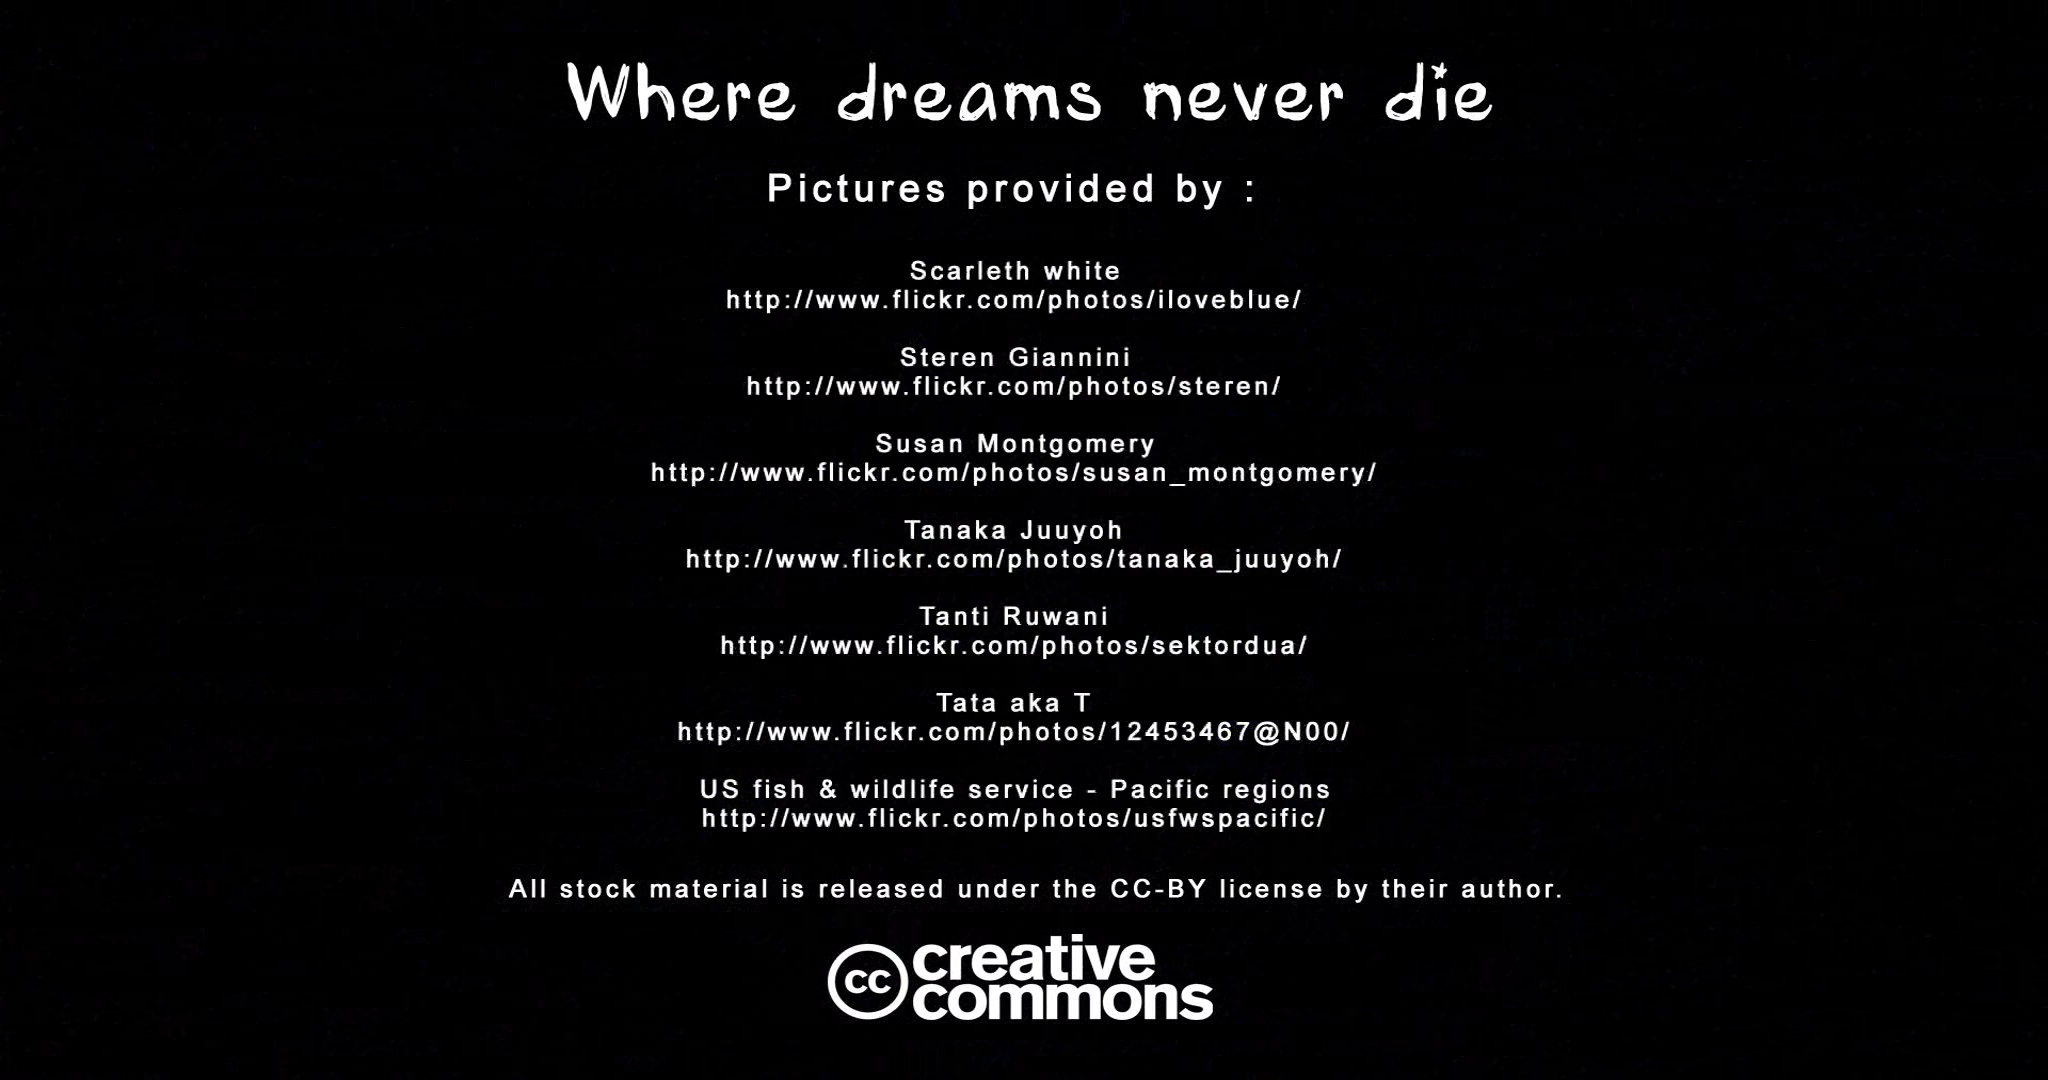 Where dreams never die
Pictures provided by :
Scarleth white
http://www.flickr.com/photos/iloveblue/
Steren Giannini
http://www.flickr.com/photos/steren/
Susan Montgomery
http://www.flickr.com/photos/susan_montgomery/
Tanaka Juuyoh
http://www.flickr.com/photos/tanaka_juuyoh/
Tanti Ruwani
http://www.flickr.com/photos/sektordua/
Tata aka T
http://www.flickr.com/photos/12453467@N00/
US fish & wildlife service - Pacific regions
http://www.flickr.com/photos/usfwspacific/
All stock material is released under the CC-BY license by their author.
cc creative
commons